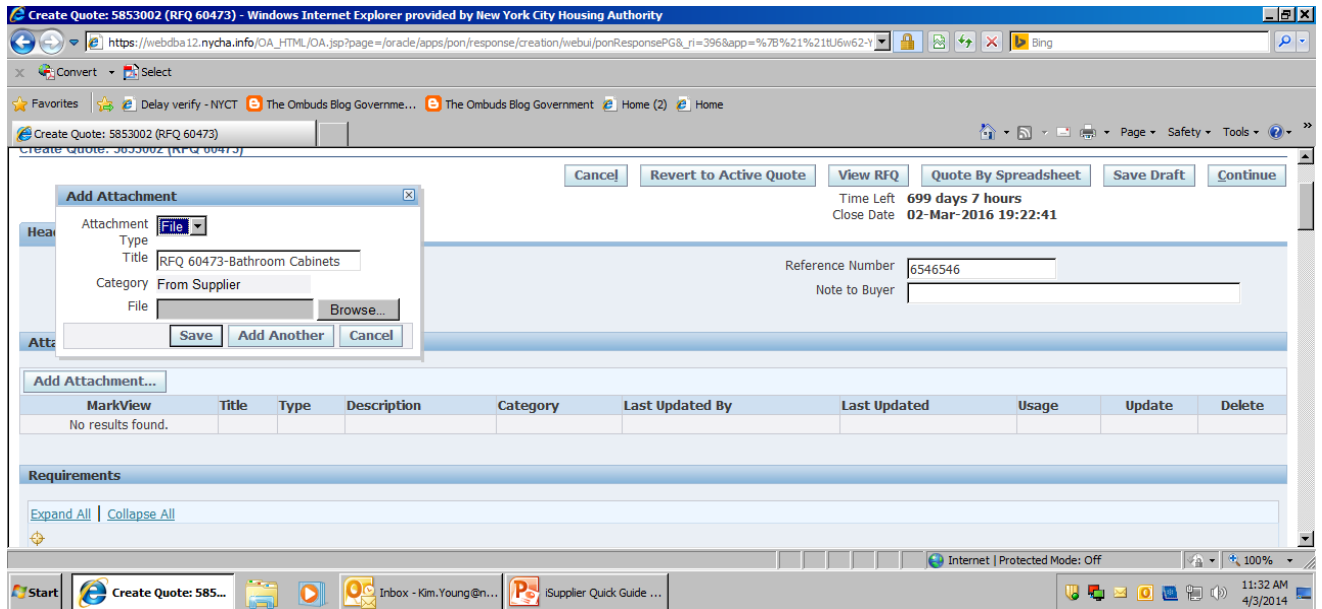 Create Quote: 5853002 (RFQ 60473) - Windows Internet Explorer provided by New York City Housing Authority
https://webdba12.nycha.info/OA_HTML/OA.jsp?page=/oracle/apps/pon/response/creation/webui/ponResponsePG&_ri=396&app=%7B%21%21tU6w62-Y
Bing
x Convert Select
Favorites Delay verify - NYCT The Ombuds Blog Governme... The Ombuds Blog Government Home (2) Home
Create Quote: 5853002 (RFQ 60473)
Page Safety Tools
Create Quote: 5853002 (RFQ 60473)
Cancel Revert to Active Quote View RFQ Quote By Spreadsheet Save Draft Continue
Time Left 699 days 7 hours
Close Date 02-Mar-2016 19:22:41
Add Attachment
Attachment Type File
Title RFQ 60473-Bathroom Cabinets
Category From Supplier
File Browse...
Save Add Another Cancel
Head
Reference Number 6546546
Note to Buyer
Atta
Add Attachment...
MarkView Title Type Description Category Last Updated By Last Updated Usage Update Delete
No results found.
Requirements
Expand All | Collapse All
Internet | Protected Mode: Off 100%
Start Create Quote: 585... Inbox - Kim.Young@n... iSupplier Quick Guide ...
11:32 AM
4/3/2014